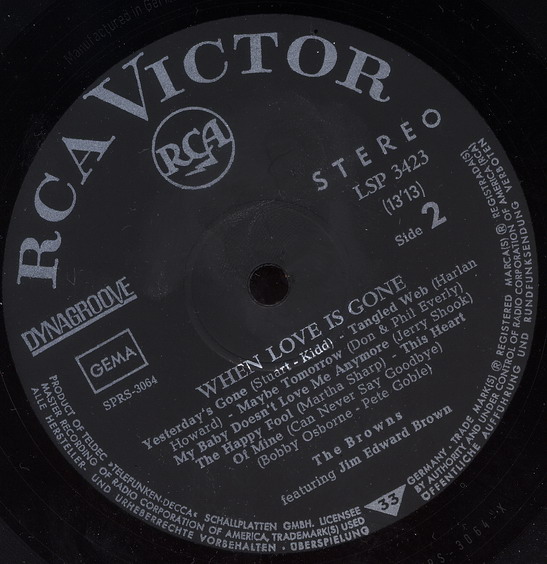 Manufactured in Germany
RCA VICTOR
RCA
STEREO
LSP 3423
(13'13)
Side 2
DYNAGROOVE
GEMA
SPRS-3064
WHEN LOVE IS GONE
Yesterday's Gone (Stuart - Kidd) - Tangled Web (Harlan
Howard) - Maybe Tomorrow (Don & Phil Everly)
My Baby Doesn't Love Me Anymore (Jerry Shook)
The Happy Fool (Martha Sharp) - This Heart
Of Mine (Can Never Say Goodbye)
(Bobby Osborne - Pete Goble)
The Browns
featuring Jim Edward Brown
33
PRODUCT OF TELDEC »TELEFUNKEN-DECCA« SCHALLPLATTEN GMBH. LICENSEE
MASTER RECORDING OF RADIO CORPORATION OF AMERICA, TRADEMARK(S) USED
ALLE HERSTELLER- UND URHEBERRECHTE VORBEHALTEN · ÜBERSPIELUNG
GERMANY, TRADE MARK(S) ® REGISTERED MARCA(S) ® REGISTRADA(S)
BY AUTHORITY AND UNDER CONTROL OF RADIO CORPORATION OF AMERICA (RCA)
ÖFFENTLICHE AUFFÜHRUNG UND RUNDFUNKSENDUNG VERBOTEN